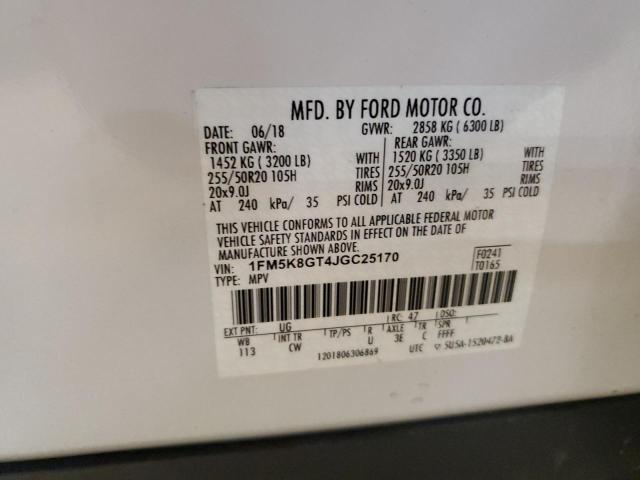 MFD. BY FORD MOTOR CO.
DATE: 06/18 GVWR: 2858 KG ( 6300 LB)
FRONT GAWR: REAR GAWR:
1452 KG ( 3200 LB) WITH 1520 KG ( 3350 LB) WITH
255/50R20 105H TIRES 255/50R20 105H TIRES
20x9.0J RIMS 20x9.0J RIMS
AT 240 kPa/ 35 PSI COLD AT 240 kPa/ 35 PSI COLD
THIS VEHICLE CONFORMS TO ALL APPLICABLE FEDERAL MOTOR
VEHICLE SAFETY STANDARDS IN EFFECT ON THE DATE OF
MANUFACTURE SHOWN ABOVE.
VIN: 1FM5K8GT4JGC25170 F0241
TYPE: MPV T0165
EXT PNT: UG RC: 47 DSO:
WB INT TR TP/PS R AXLE TR SPR
113 CW U 3E C FFFF
1201806306869 UTC ▽ SU5A-1520472-BA